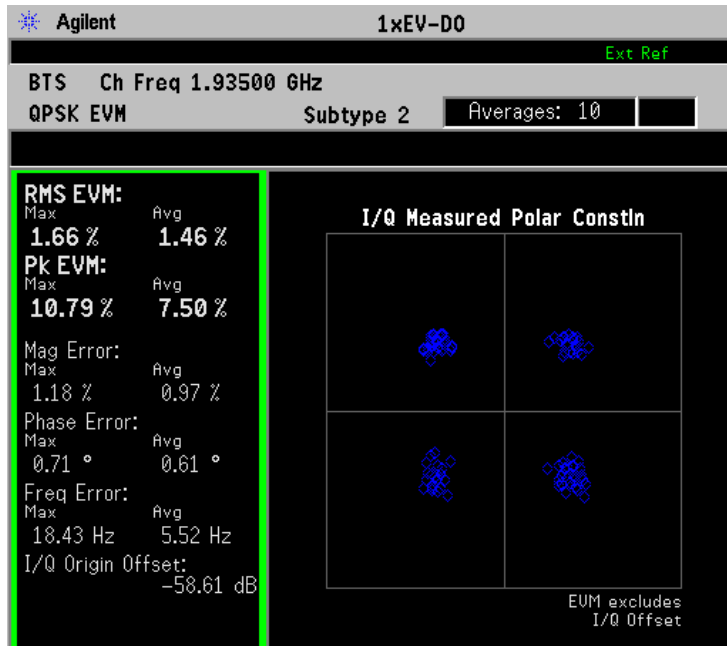 Agilent 1xEV-DO
Ext Ref
BTS Ch Freq 1.93500 GHz
QPSK EVM Subtype 2 Averages: 10
RMS EVM:
Max Avg
1.66 % 1.46 %
Pk EVM:
Max Avg
10.79 % 7.50 %
Mag Error:
Max Avg
1.18 % 0.97 %
Phase Error:
Max Avg
0.71 ° 0.61 °
Freq Error:
Max Avg
18.43 Hz 5.52 Hz
I/Q Origin Offset:
-58.61 dB
I/Q Measured Polar Constln
EVM excludes
I/Q Offset